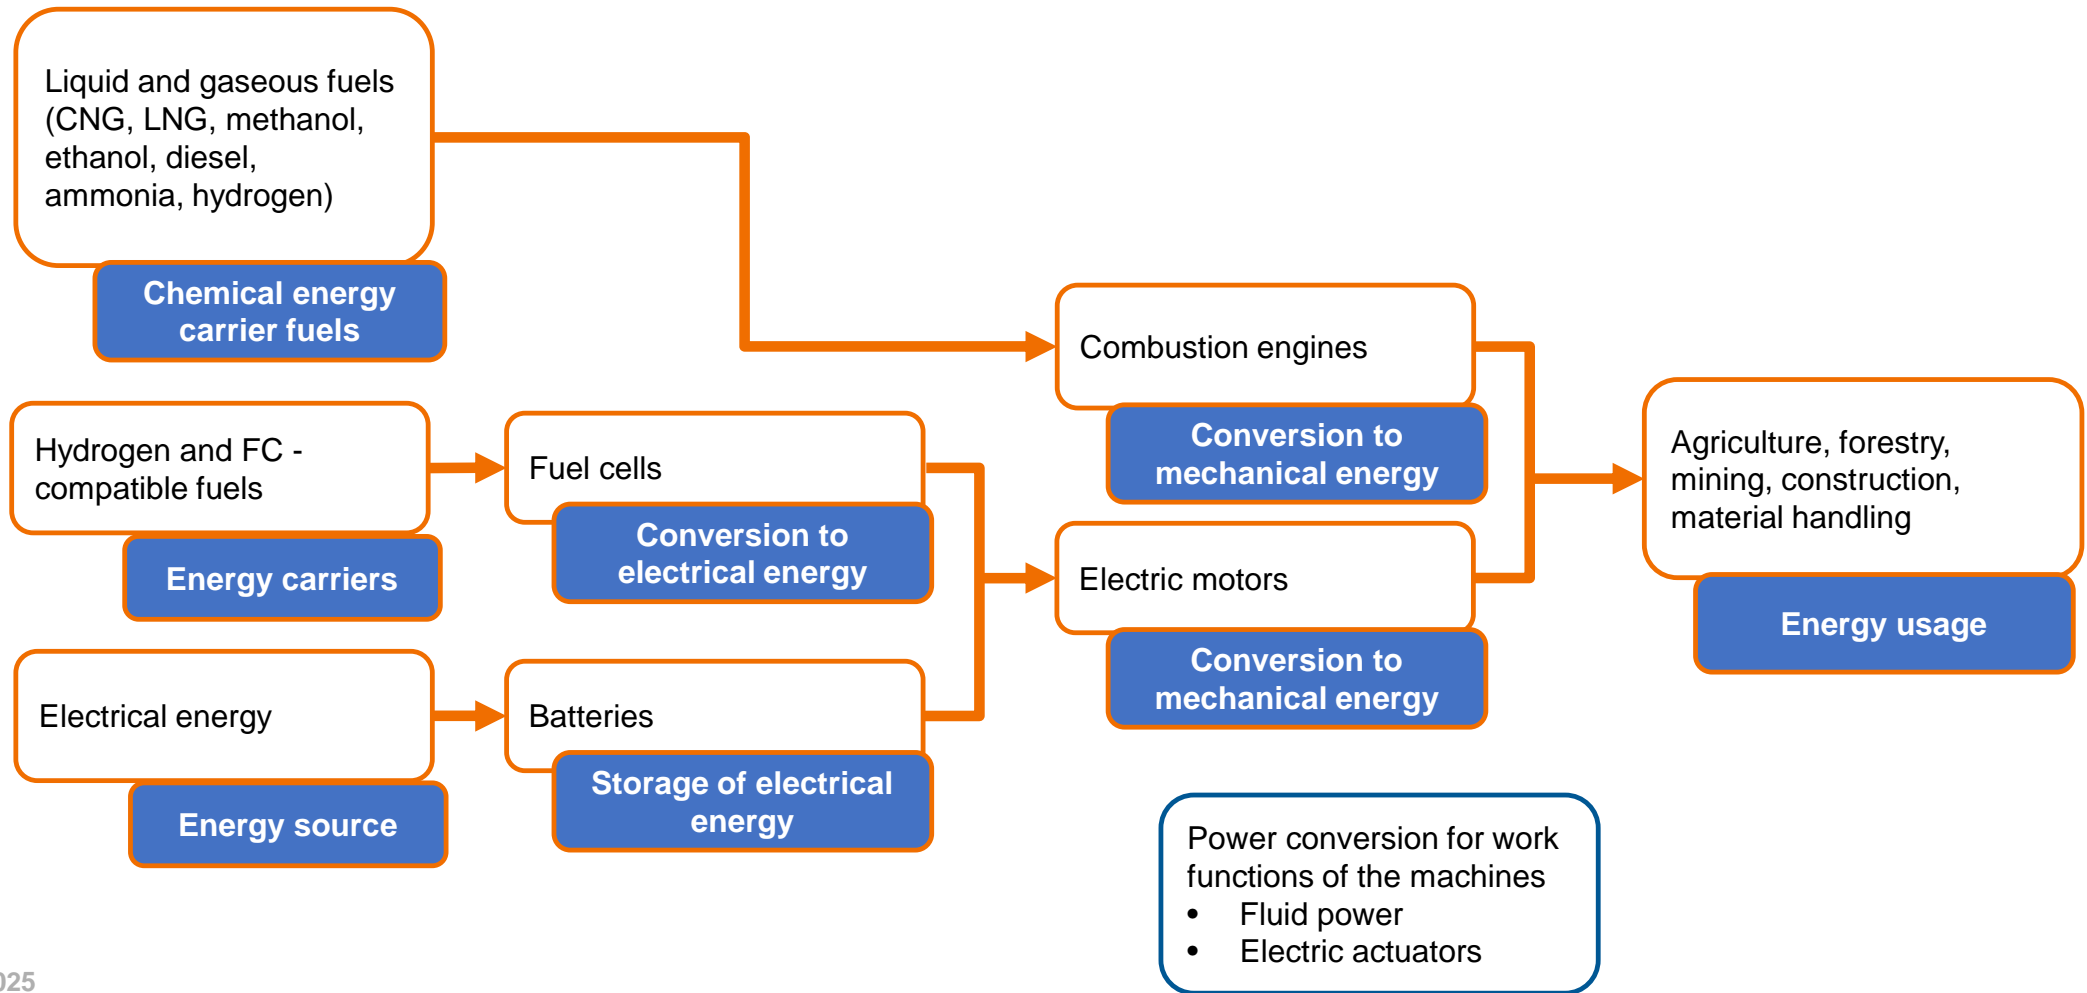 Liquid and gaseous fuels
(CNG, LNG, methanol,
ethanol, diesel,
ammonia, hydrogen)
Chemical energy
carrier fuels
Combustion engines
Conversion to
mechanical energy
Hydrogen and FC -
compatible fuels
Energy carriers
Fuel cells
Conversion to
electrical energy
Electric motors
Conversion to
mechanical energy
Agriculture, forestry,
mining, construction,
material handling
Energy usage
Electrical energy
Energy source
Batteries
Storage of electrical
energy
Power conversion for work
functions of the machines
• Fluid power
• Electric actuators
025